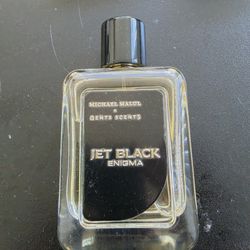 MICHAEL MALUL
x
GENTS SCENTS
JET BLACK
ENIGMA